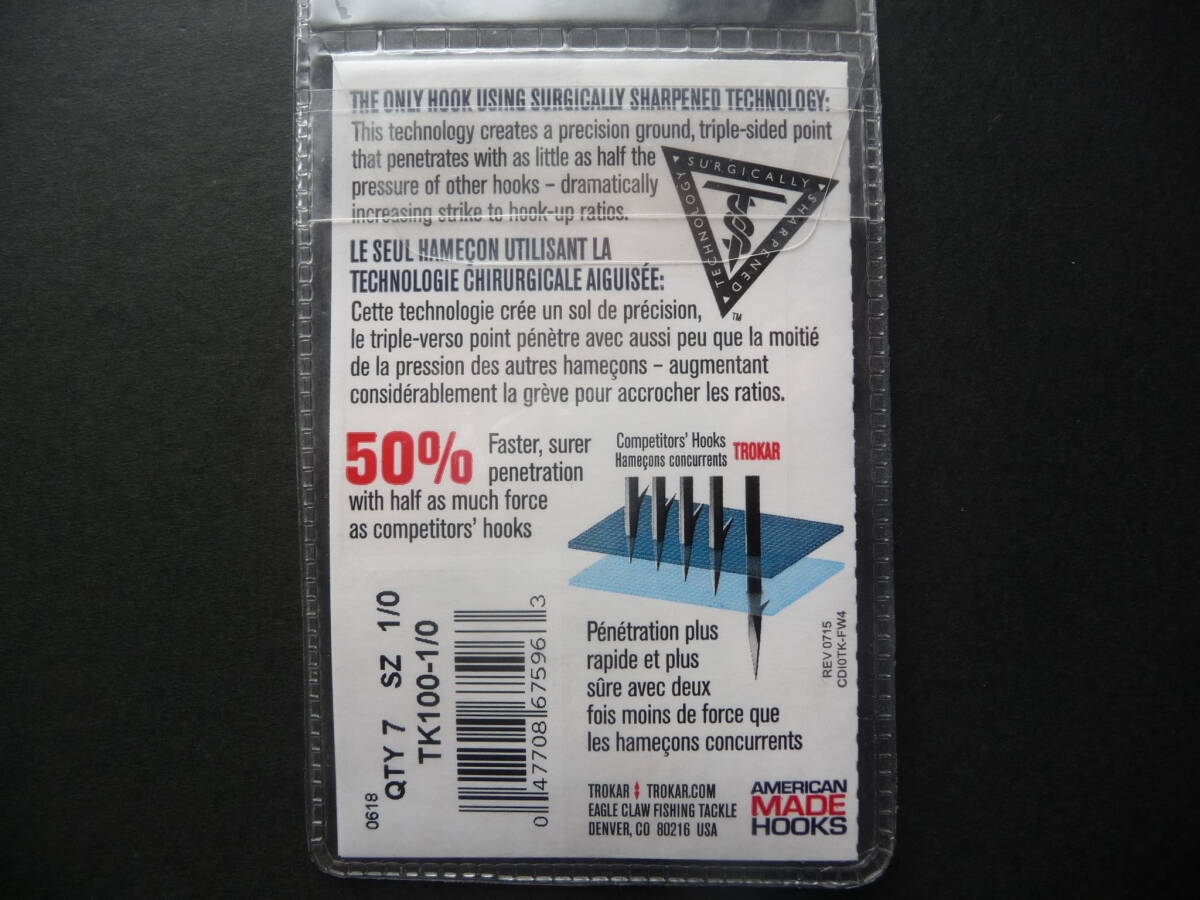 THE ONLY HOOK USING SURGICALLY SHARPENED TECHNOLOGY:
This technology creates a precision ground, triple-sided point
that penetrates with as little as half the
pressure of other hooks – dramatically
increasing strike to hook-up ratios.
SURGICALLY SHARPENED TECHNOLOGY
TM
LE SEUL HAMEÇON UTILISANT LA
TECHNOLOGIE CHIRURGICALE AIGUISÉE:
Cette technologie crée un sol de précision,
le triple-verso point pénètre avec aussi peu que la moitié
de la pression des autres hameçons – augmentant
considérablement la grève pour accrocher les ratios.
50% Faster, surer
penetration
with half as much force
as competitors' hooks
Competitors' Hooks
Hameçons concurrents
TROKAR
Pénétration plus
rapide et plus
sûre avec deux
fois moins de force que
les hameçons concurrents
REV 0715
CDI0TK-FW4
0618
QTY 7 SZ 1/0
TK100-1/0
0 47708 67596 3
TROKAR TROKAR.COM
EAGLE CLAW FISHING TACKLE
DENVER, CO 80216 USA
AMERICAN
MADE
HOOKS